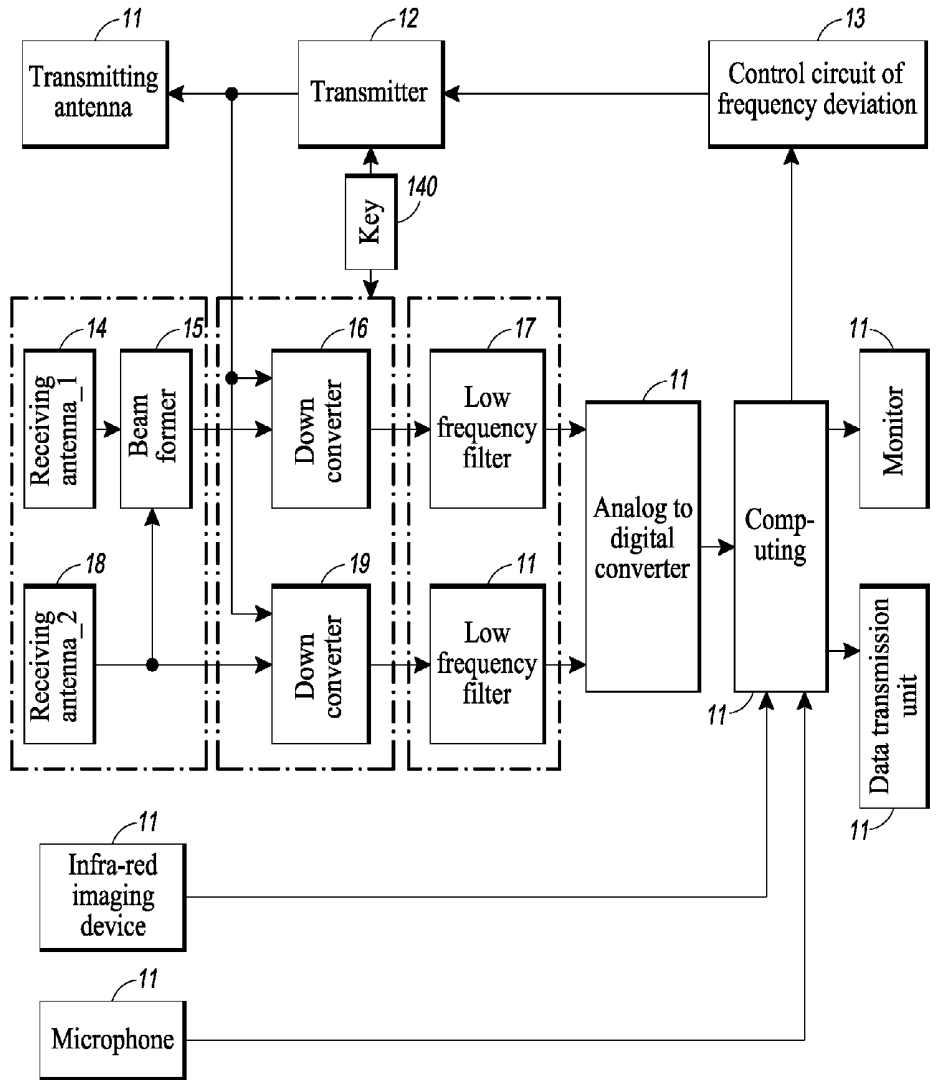 11
12
13
Transmitting
antenna
Transmitter
Control circuit of
frequency deviation
140
Key
14
15
16
17
11
11
Receiving
antenna_1
Beam
former
Down
converter
Low
frequency
filter
Monitor
Analog to
digital
converter
Comp-
uting
18
19
11
Receiving
antenna_2
Down
converter
Low
frequency
filter
11
Data transmission
unit
11
11
Infra-red
imaging
device
11
Microphone